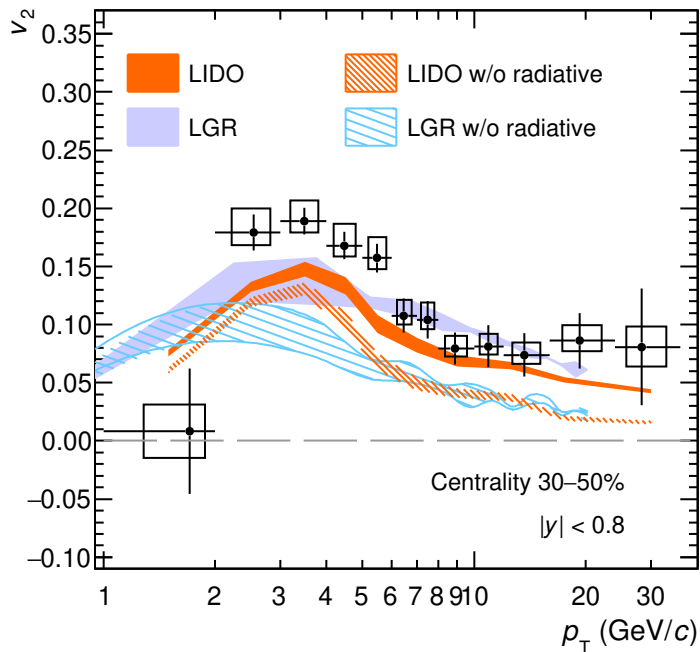 v₂
0.35
0.30
0.25
0.20
0.15
0.10
0.05
0.00
−0.05
−0.10
LIDO
LIDO w/o radiative
LGR
LGR w/o radiative
Centrality 30–50%
|y| < 0.8
1 2 3 4 5 6 7 8 9 10 20 30
p_T (GeV/c)